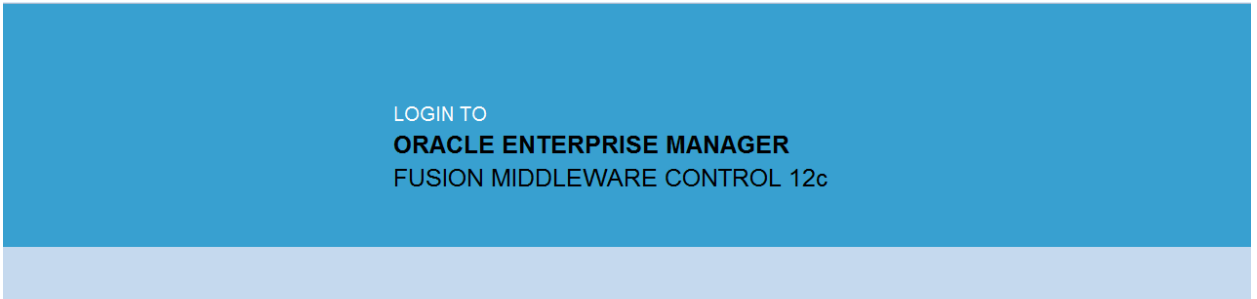 LOGIN TO
ORACLE ENTERPRISE MANAGER
FUSION MIDDLEWARE CONTROL 12c